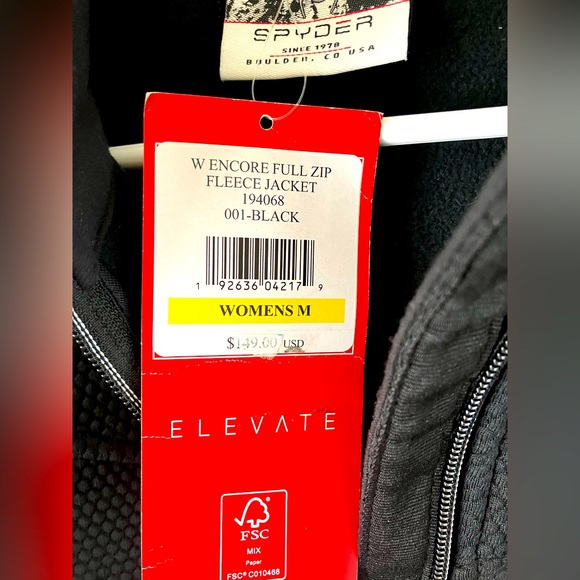 SPYDER
SINCE 1978
BOULDER, CO USA
W ENCORE FULL ZIP
FLEECE JACKET
194068
001-BLACK
1 92636 04217 9
WOMENS M
$149.00 USD
ELEVATE
FSC
MIX
Paper
FSC® C010468